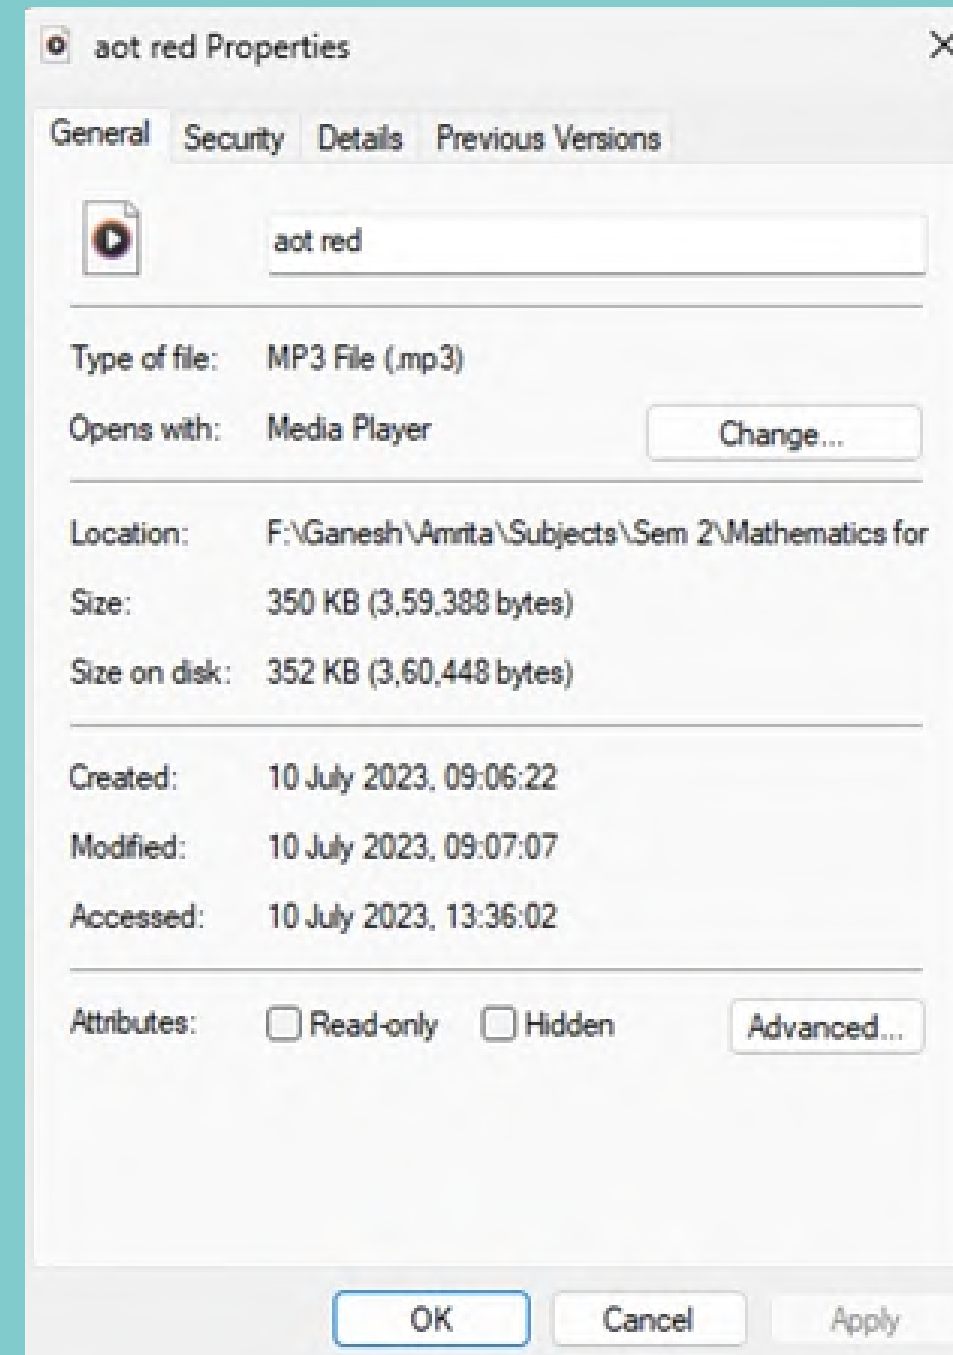 aot red Properties
General Security Details Previous Versions
aot red
Type of file: MP3 File (.mp3)
Opens with: Media Player Change...
Location: F:\Ganesh\Amrita\Subjects\Sem 2\Mathematics for
Size: 350 KB (3,59,388 bytes)
Size on disk: 352 KB (3,60,448 bytes)
Created: 10 July 2023, 09:06:22
Modified: 10 July 2023, 09:07:07
Accessed: 10 July 2023, 13:36:02
Attributes: Read-only Hidden Advanced...
OK Cancel Apply